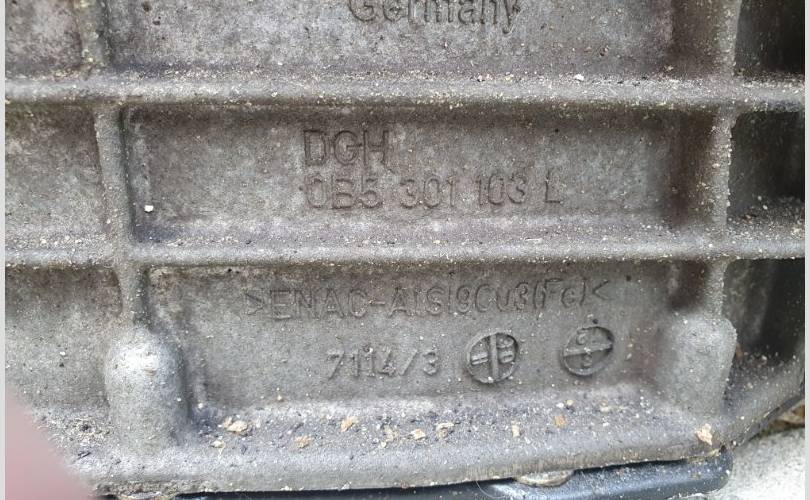 Germany
DGH
0B5 301 103 L
>ENAC-AlSi9Cu3(Fe)<
7114/3